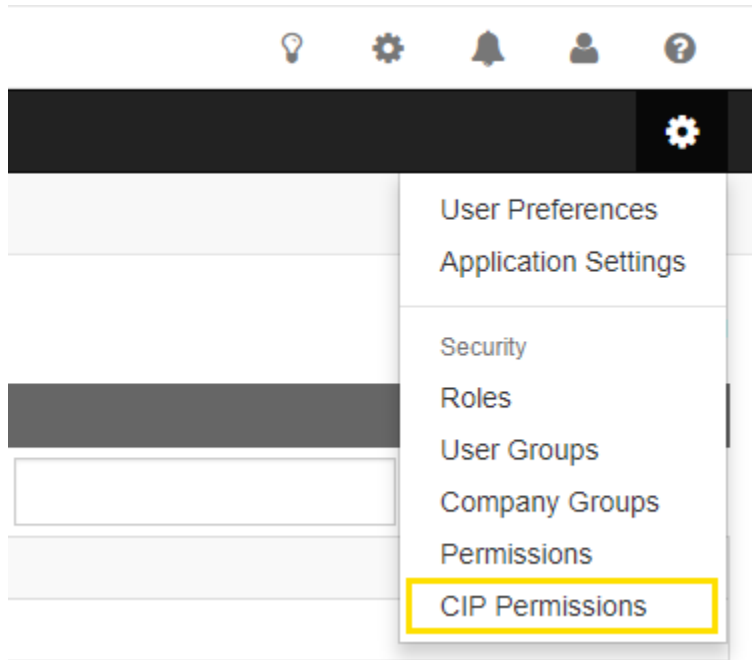 User Preferences
Application Settings
Security
Roles
User Groups
Company Groups
Permissions
CIP Permissions